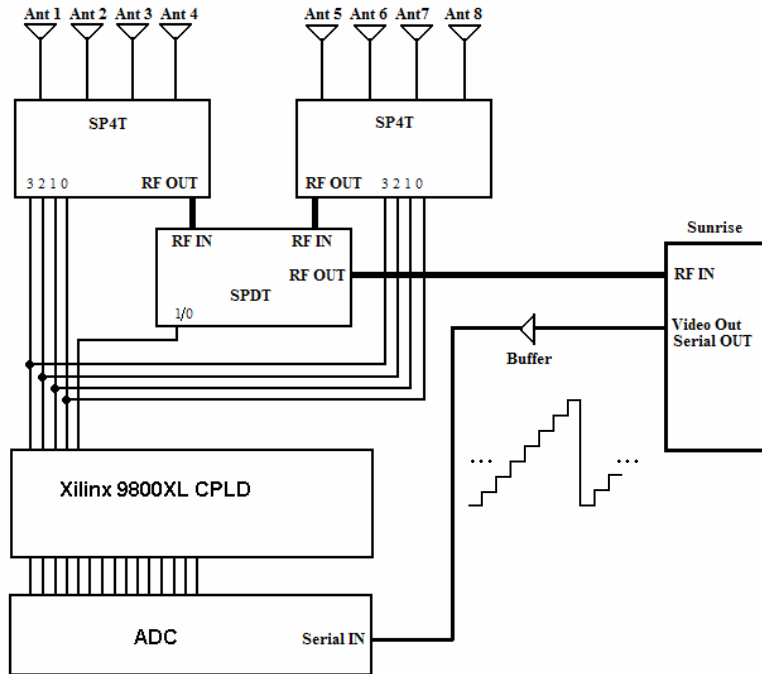 Ant 1 Ant 2 Ant 3 Ant 4 Ant 5 Ant 6 Ant7 Ant 8
SP4T SP4T
3 2 1 0 RF OUT RF OUT 3 2 1 0
Sunrise
RF IN RF IN
RF OUT RF IN
SPDT
1/0
Video Out
Serial OUT
Buffer
... ...
Xilinx 9800XL CPLD
ADC Serial IN